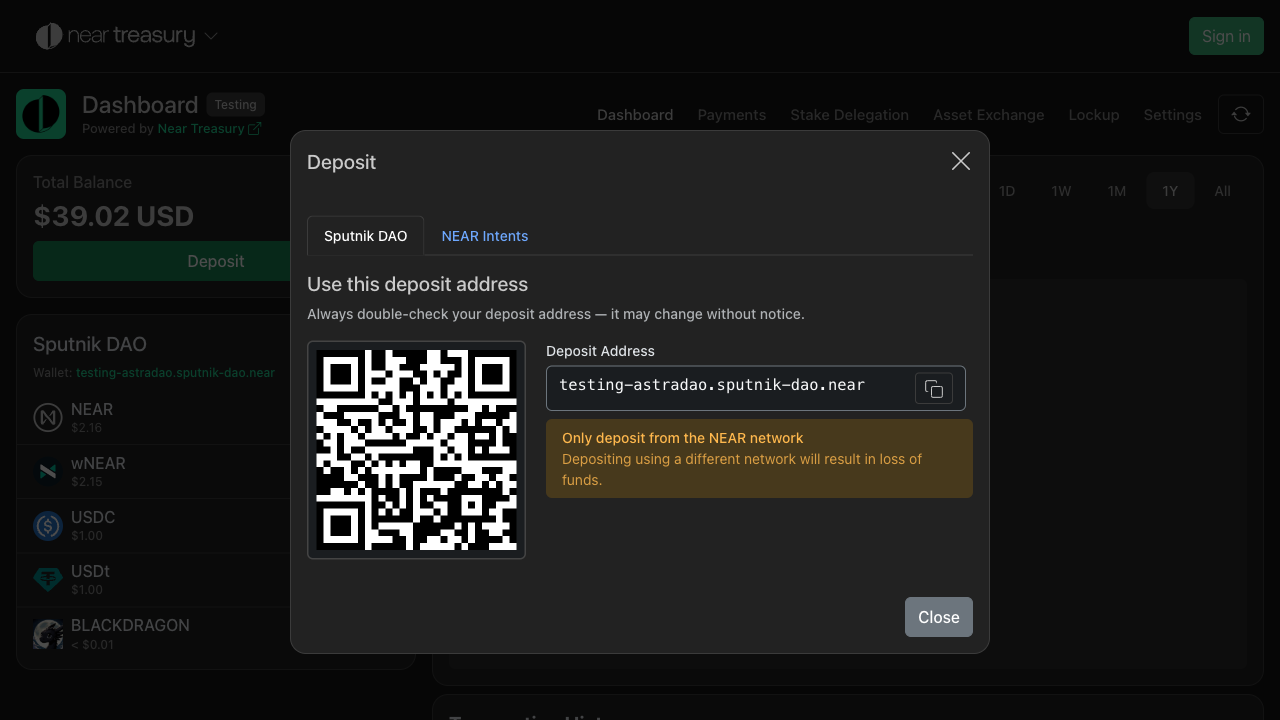 near treasury
Sign in
Dashboard
Testing
Powered by Near Treasury
Dashboard
Payments
Stake Delegation
Asset Exchange
Lockup
Settings
Total Balance
$39.02 USD
Deposit
1D
1W
1M
1Y
All
Sputnik DAO
Wallet: testing-astradao.sputnik-dao.near
NEAR
$2.16
wNEAR
$2.15
USDC
$1.00
USDt
$1.00
BLACKDRAGON
< $0.01
Deposit
Sputnik DAO
NEAR Intents
Use this deposit address
Always double-check your deposit address — it may change without notice.
Deposit Address
testing-astradao.sputnik-dao.near
Only deposit from the NEAR network
Depositing using a different network will result in loss of
funds.
Close